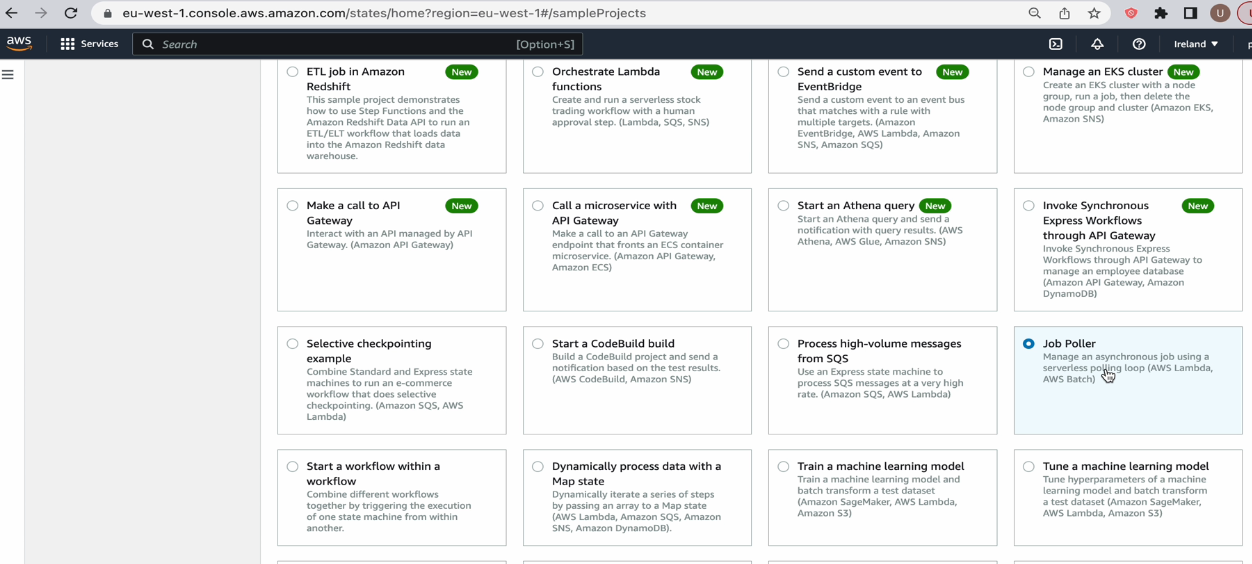 eu-west-1.console.aws.amazon.com/states/home?region=eu-west-1#/sampleProjects
U
aws
Services
Search
[Option+S]
Ireland ▼
ETL job in Amazon
Redshift
New
This sample project demonstrates
how to use Step Functions and the
Amazon Redshift Data API to run an
ETL/ELT workflow that loads data
into the Amazon Redshift data
warehouse.
Orchestrate Lambda
functions
New
Create and run a serverless stock
trading workflow with a human
approval step. (Lambda, SQS, SNS)
Send a custom event to
EventBridge
New
Send a custom event to an event bus
that matches with a rule with
multiple targets. (Amazon
EventBridge, AWS Lambda, Amazon
SNS, Amazon SQS)
Manage an EKS cluster
New
Create an EKS cluster with a node
group, run a job, then delete the
node group and cluster (Amazon EKS,
Amazon SNS)
Make a call to API
Gateway
New
Interact with an API managed by API
Gateway. (Amazon API Gateway)
Call a microservice with
API Gateway
New
Make a call to an API Gateway
endpoint that fronts an ECS container
microservice. (Amazon API Gateway,
Amazon ECS)
Start an Athena query
New
Start an Athena query and send a
notification with query results. (AWS
Athena, AWS Glue, Amazon SNS)
Invoke Synchronous
Express Workflows
through API Gateway
New
Invoke Synchronous Express
Workflows through API Gateway to
manage an employee database
(Amazon API Gateway, Amazon
DynamoDB)
Selective checkpointing
example
Combine Standard and Express state
machines to run an e-commerce
workflow that does selective
checkpointing. (Amazon SQS, AWS
Lambda)
Start a CodeBuild build
Build a CodeBuild project and send a
notification based on the test results.
(AWS CodeBuild, Amazon SNS)
Process high-volume messages
from SQS
Use an Express state machine to
process SQS messages at a very high
rate. (Amazon SQS, AWS Lambda)
Job Poller
Manage an asynchronous job using a
serverless polling loop (AWS Lambda,
AWS Batch)
Start a workflow within a
workflow
Combine different workflows
together by triggering the execution
of one state machine from within
another.
Dynamically process data with a
Map state
Dynamically iterate a series of steps
by passing an array to a Map state
(AWS Lambda, Amazon SQS, Amazon
SNS, Amazon DynamoDB).
Train a machine learning model
Train a machine learning model and
batch transform a test dataset
(Amazon SageMaker, AWS Lambda,
Amazon S3)
Tune a machine learning model
Tune hyperparameters of a machine
learning model and batch transform
a test dataset (Amazon SageMaker,
AWS Lambda, Amazon S3)